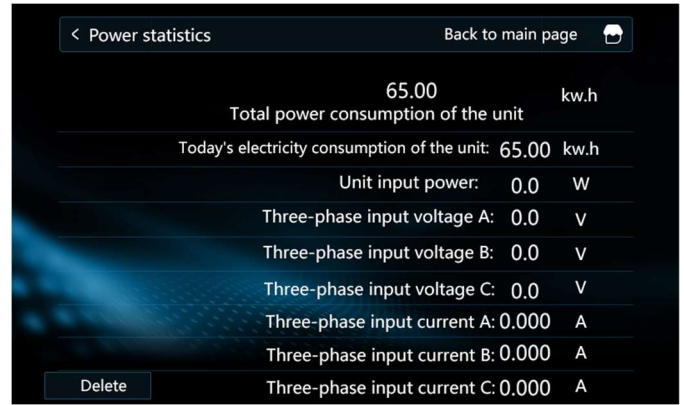 < Power statistics Back to main page
65.00 kw.h
Total power consumption of the unit
Today's electricity consumption of the unit: 65.00 kw.h
Unit input power: 0.0 W
Three-phase input voltage A: 0.0 V
Three-phase input voltage B: 0.0 V
Three-phase input voltage C: 0.0 V
Three-phase input current A: 0.000 A
Three-phase input current B: 0.000 A
Delete Three-phase input current C: 0.000 A